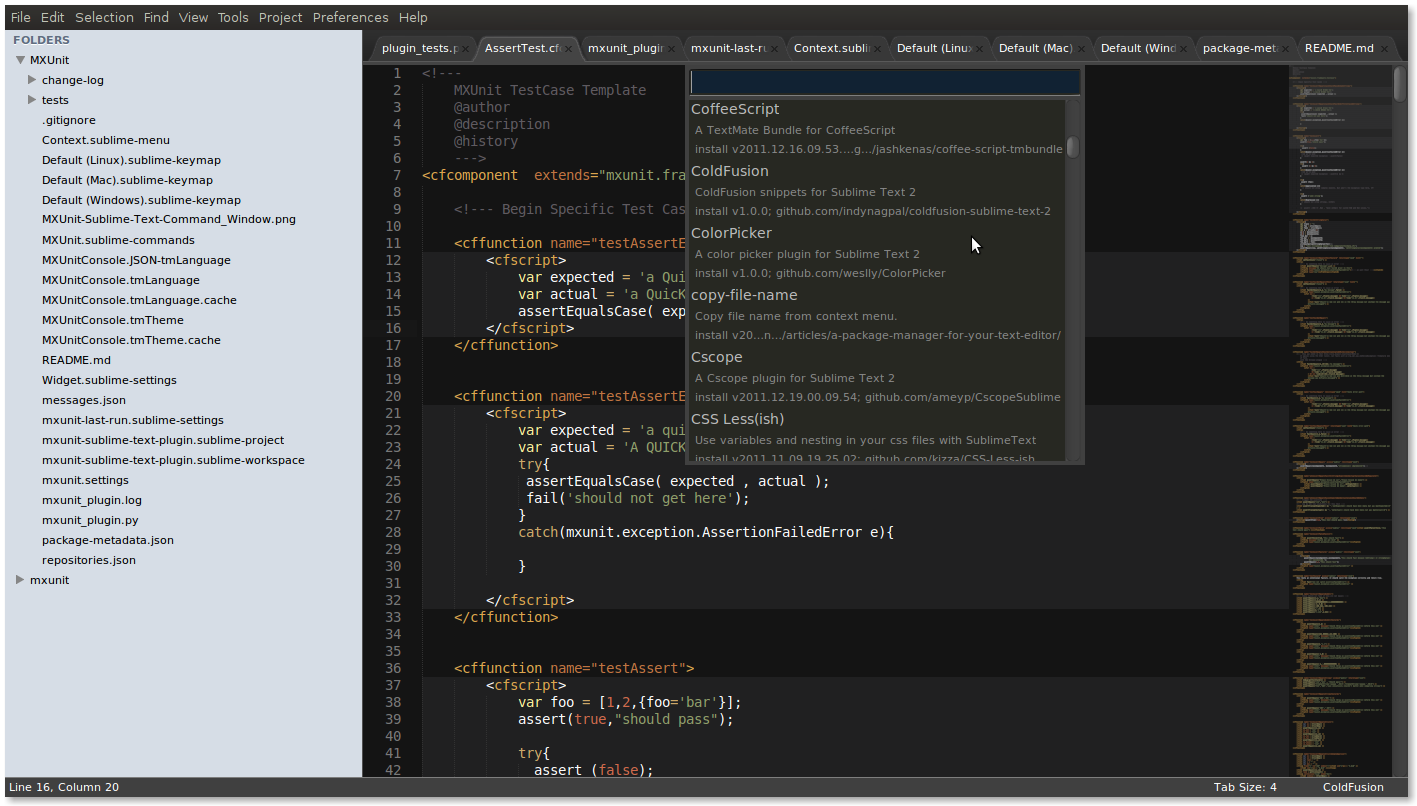 File Edit Selection Find View Tools Project Preferences Help
FOLDERS
MXUnit
change-log
tests
.gitignore
Context.sublime-menu
Default (Linux).sublime-keymap
Default (Mac).sublime-keymap
Default (Windows).sublime-keymap
MXUnit-Sublime-Text-Command_Window.png
MXUnit.sublime-commands
MXUnitConsole.JSON-tmLanguage
MXUnitConsole.tmLanguage
MXUnitConsole.tmLanguage.cache
MXUnitConsole.tmTheme
MXUnitConsole.tmTheme.cache
README.md
Widget.sublime-settings
messages.json
mxunit-last-run.sublime-settings
mxunit-sublime-text-plugin.sublime-project
mxunit-sublime-text-plugin.sublime-workspace
mxunit.settings
mxunit_plugin.log
mxunit_plugin.py
package-metadata.json
repositories.json
mxunit
plugin_tests.p × AssertTest.cf × mxunit_plugin × mxunit-last-ru × Context.subli × Default (Linux × Default (Mac) × Default (Wind × package-meta × README.md ×
1 <!---
2 MXUnit TestCase Template
3 @author
4 @description
5 @history
6 --->
7 <cfcomponent extends="mxunit.fra
8
9 <!--- Begin Specific Test Cas
10
11 <cffunction name="testAssertE
12 <cfscript>
13 var expected = 'a Qui
14 var actual = 'a QuicK
15 assertEqualsCase( exp
16 </cfscript>
17 </cffunction>
18
19
20 <cffunction name="testAssertE
21 <cfscript>
22 var expected = 'a qui
23 var actual = 'A QUICK
24 try{
25 assertEqualsCase( expected , actual );
26 fail('should not get here');
27 }
28 catch(mxunit.exception.AssertionFailedError e){
29
30 }
31
32 </cfscript>
33 </cffunction>
34
35
36 <cffunction name="testAssert">
37 <cfscript>
38 var foo = [1,2,{foo='bar'}];
39 assert(true,"should pass");
40
41 try{
42 assert (false);
CoffeeScript
A TextMate Bundle for CoffeeScript
install v2011.12.16.09.53....g.../jashkenas/coffee-script-tmbundle
ColdFusion
ColdFusion snippets for Sublime Text 2
install v1.0.0; github.com/indynagpal/coldfusion-sublime-text-2
ColorPicker
A color picker plugin for Sublime Text 2
install v1.0.0; github.com/weslly/ColorPicker
copy-file-name
Copy file name from context menu.
install v20...n.../articles/a-package-manager-for-your-text-editor/
Cscope
A Cscope plugin for Sublime Text 2
install v2011.12.19.00.09.54; github.com/ameyp/CscopeSublime
CSS Less(ish)
Use variables and nesting in your css files with SublimeText
install v2011.11.09.19.25.02; github.com/kizza/CSS-Less-ish
Line 16, Column 20
Tab Size: 4
ColdFusion